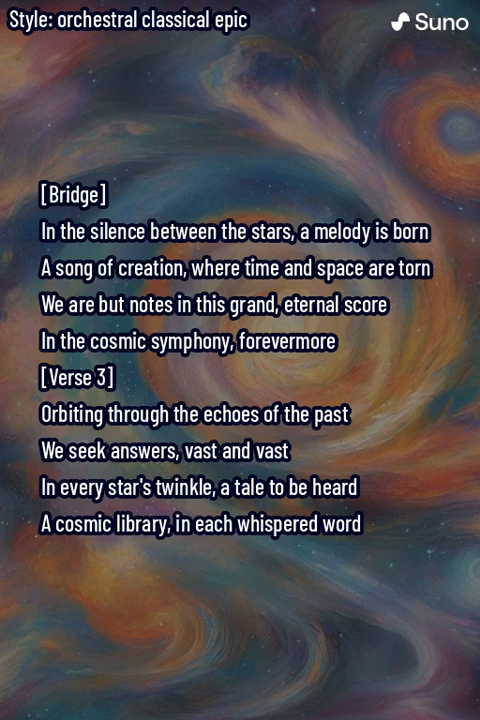 Style: orchestral classical epic
Suno
[Bridge]
In the silence between the stars, a melody is born
A song of creation, where time and space are torn
We are but notes in this grand, eternal score
In the cosmic symphony, forevermore
[Verse 3]
Orbiting through the echoes of the past
We seek answers, vast and vast
In every star's twinkle, a tale to be heard
A cosmic library, in each whispered word